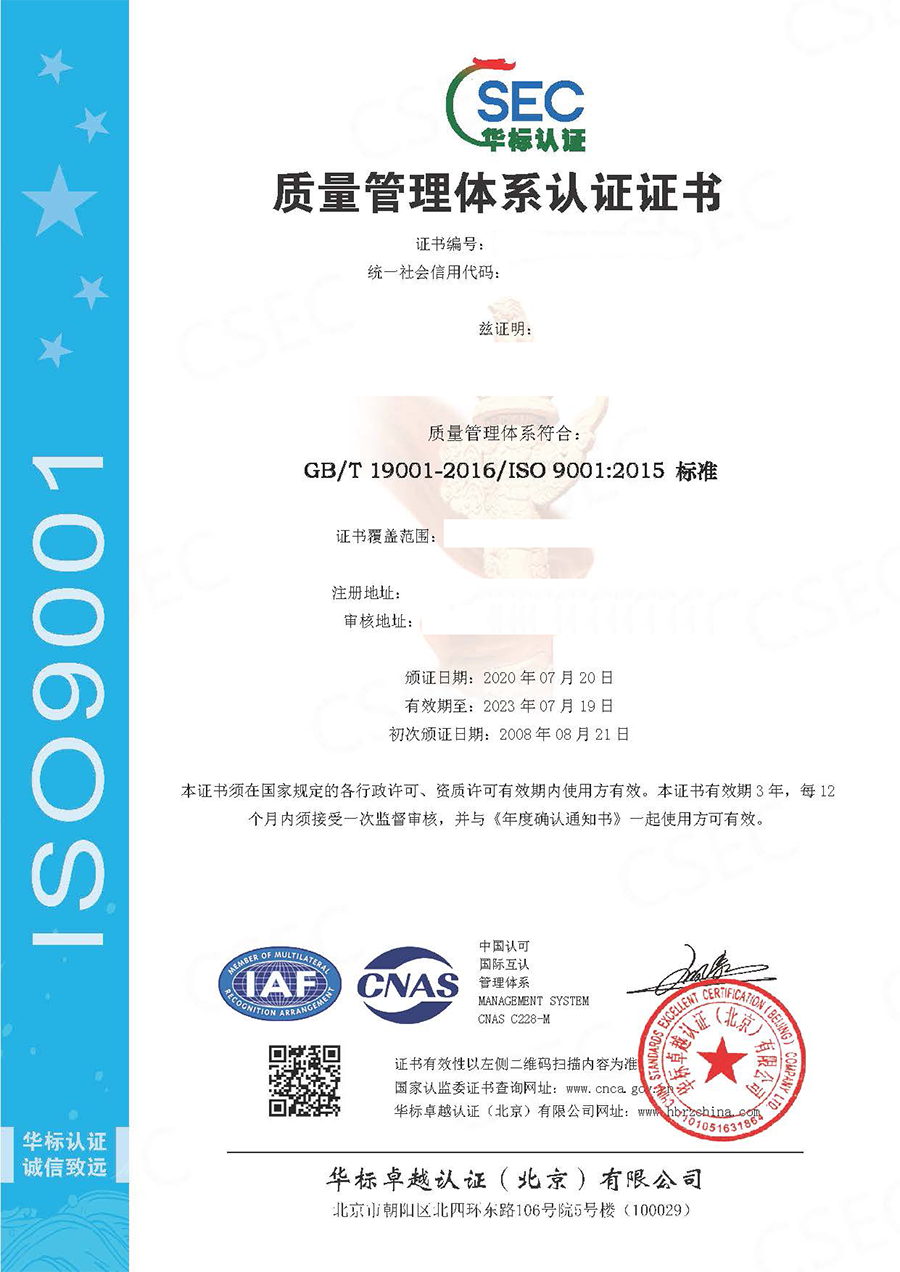 CSEC
华标认证
质量管理体系认证证书
证书编号：
统一社会信用代码：
兹证明：
质量管理体系符合：
GB/T 19001-2016/ISO 9001:2015 标准
证书覆盖范围：
注册地址：
审核地址：
颁证日期：2020 年 07 月 20 日
有效期至：2023 年 07 月 19 日
初次颁证日期：2008 年 08 月 21 日
本证书须在国家规定的各行政许可、资质许可有效期内使用方有效。本证书有效期 3 年，每 12
个月内须接受一次监督审核，并与《年度确认通知书》一起使用方可有效。
ISO9001
华标认证
诚信致远
MEMBER OF MULTILATERAL
IAF
RECOGNITION ARRANGEMENT
CNAS
中国认可
国际互认
管理体系
MANAGEMENT SYSTEM
CNAS C228-M
证书有效性以左侧二维码扫描内容为准
国家认监委证书查询网址：www.cnca.gov.cn
华标卓越认证（北京）有限公司网址：www.hbrzchina.com
CHINA STANDARDS EXCELLENT CERTIFICATION (BEIJING) COMPANY LTD
华标卓越认证（北京）有限公司
华标卓越认证（北京）有限公司
北京市朝阳区北四环东路106号院5号楼（100029）